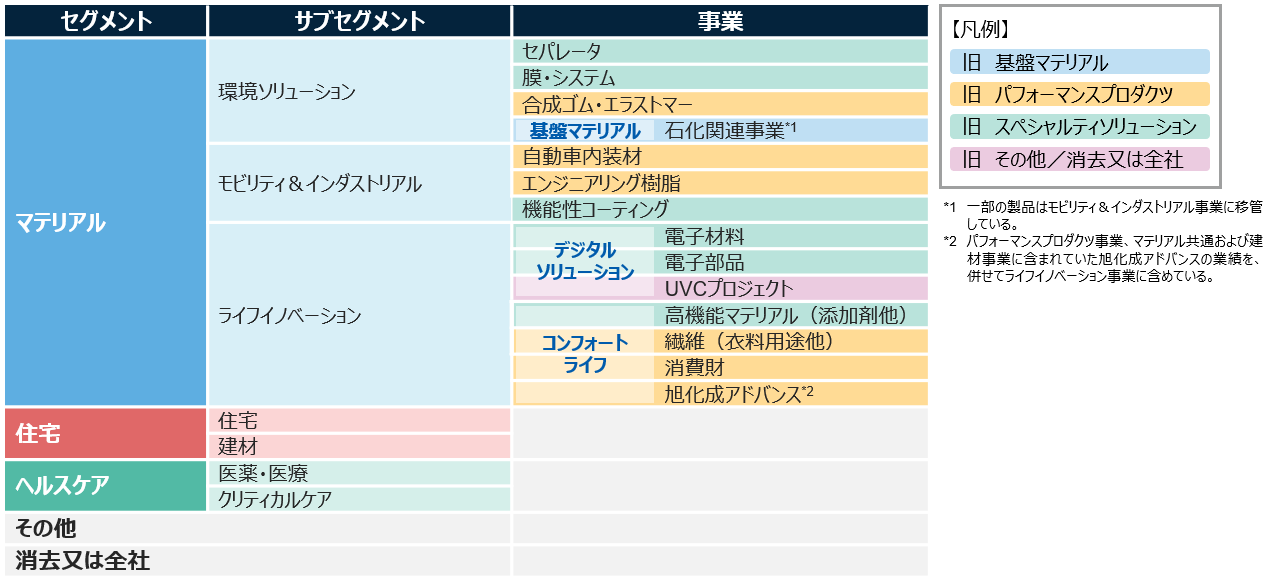 セグメント サブセグメント 事業
マテリアル
環境ソリューション
セパレータ
膜・システム
合成ゴム・エラストマー
基盤マテリアル 石化関連事業*1
モビリティ&インダストリアル
自動車内装材
エンジニアリング樹脂
機能性コーティング
ライフイノベーション
デジタル
ソリューション
電子材料
電子部品
UVCプロジェクト
コンフォート
ライフ
高機能マテリアル（添加剤他）
繊維（衣料用途他）
消費財
旭化成アドバンス*2
住宅
住宅
建材
ヘルスケア
医薬・医療
クリティカルケア
その他
消去又は全社
【凡例】
旧 基盤マテリアル
旧 パフォーマンスプロダクツ
旧 スペシャルティソリューション
旧 その他／消去又は全社
*1 一部の製品はモビリティ&インダストリアル事業に移管
している。
*2 パフォーマンスプロダクツ事業、マテリアル共通および建
材事業に含まれていた旭化成アドバンスの業績を、
併せてライフイノベーション事業に含めている。